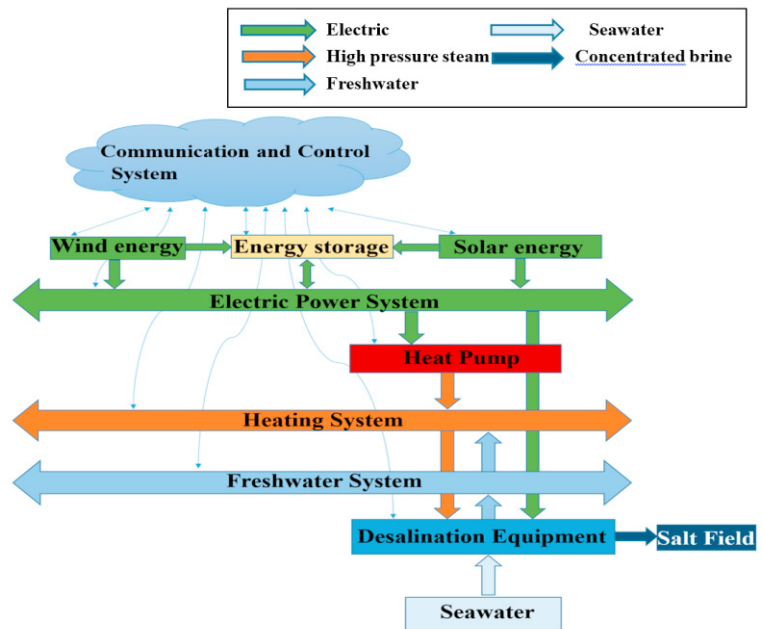 Electric
Seawater
High pressure steam
Concentrated brine
Freshwater
Communication and Control
System
Wind energy
Energy storage
Solar energy
Electric Power System
Heat Pump
Heating System
Freshwater System
Desalination Equipment
Salt Field
Seawater